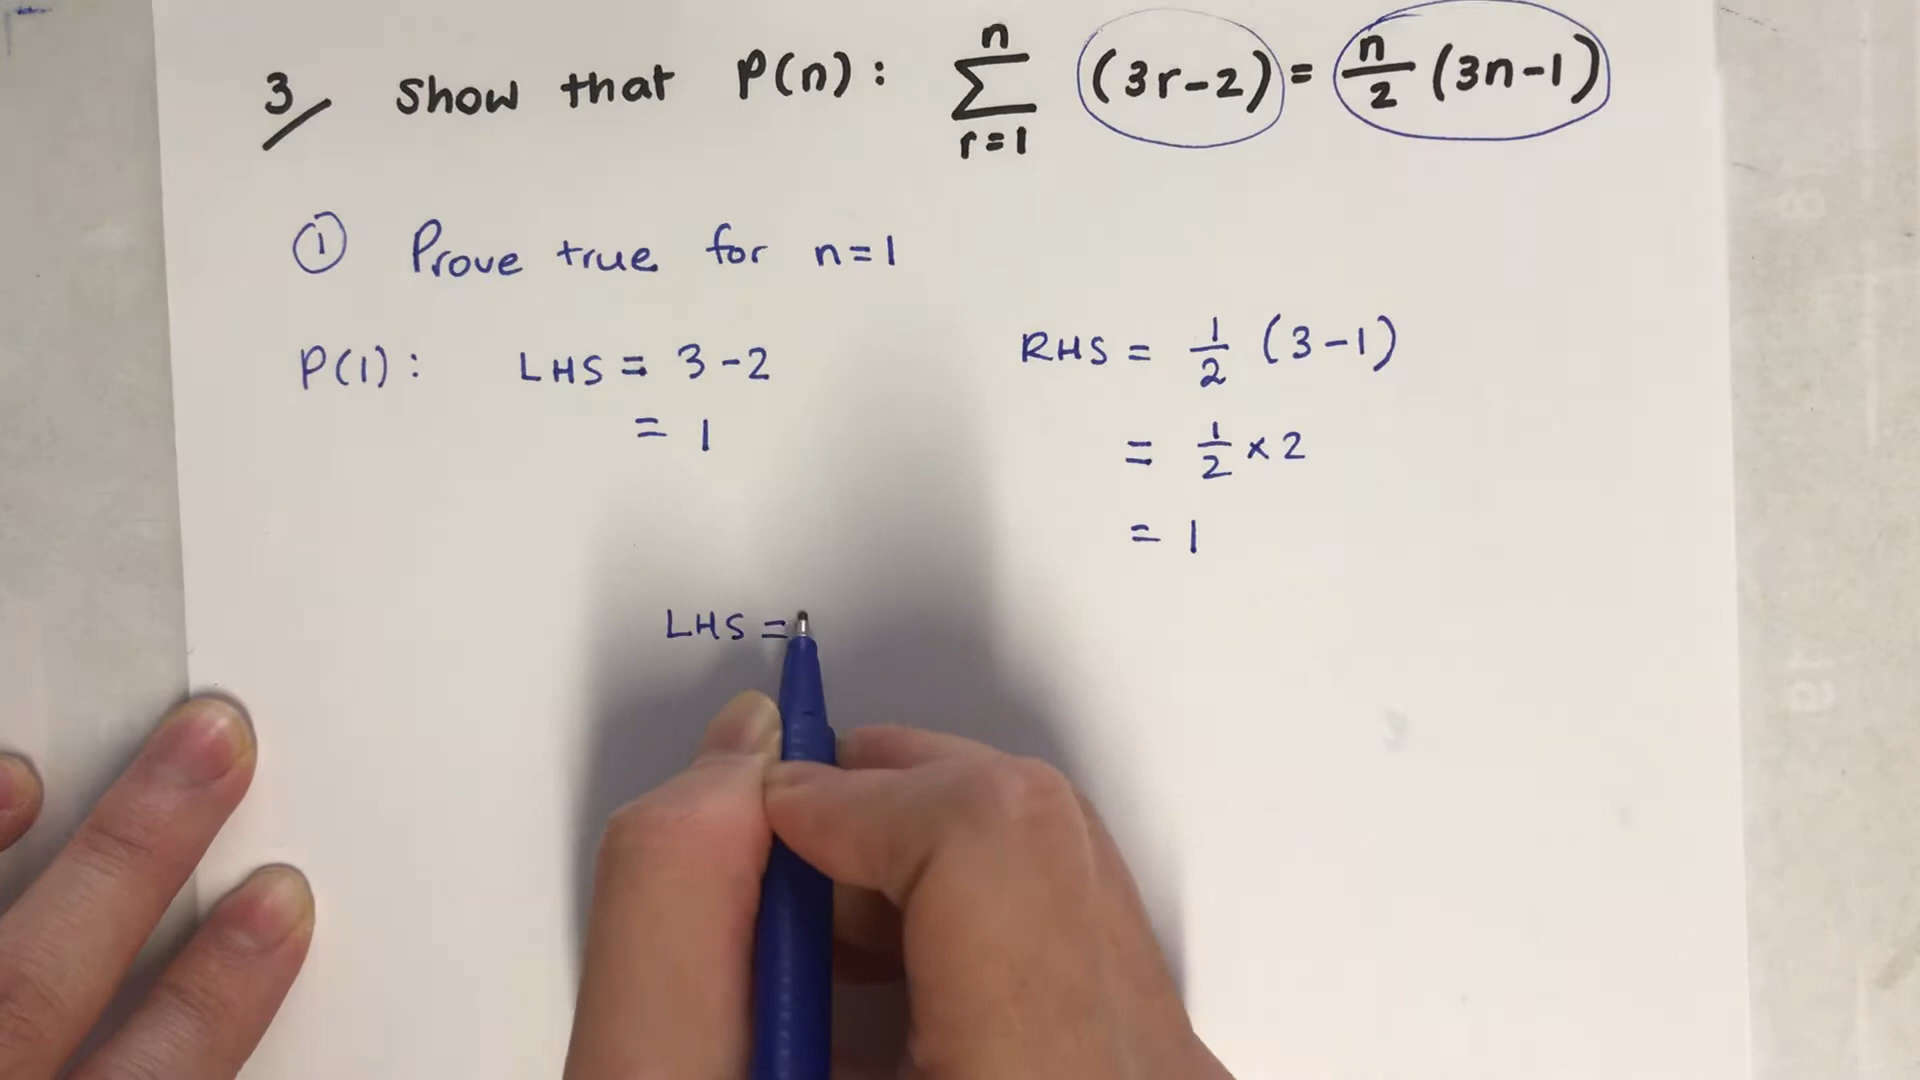 3/ Show that P(n): n∑r=1 (3r-2) = n/2 (3n-1)
① Prove true for n=1
P(1): LHS = 3-2
= 1
RHS = 1/2 (3-1)
= 1/2 × 2
= 1
LHS =